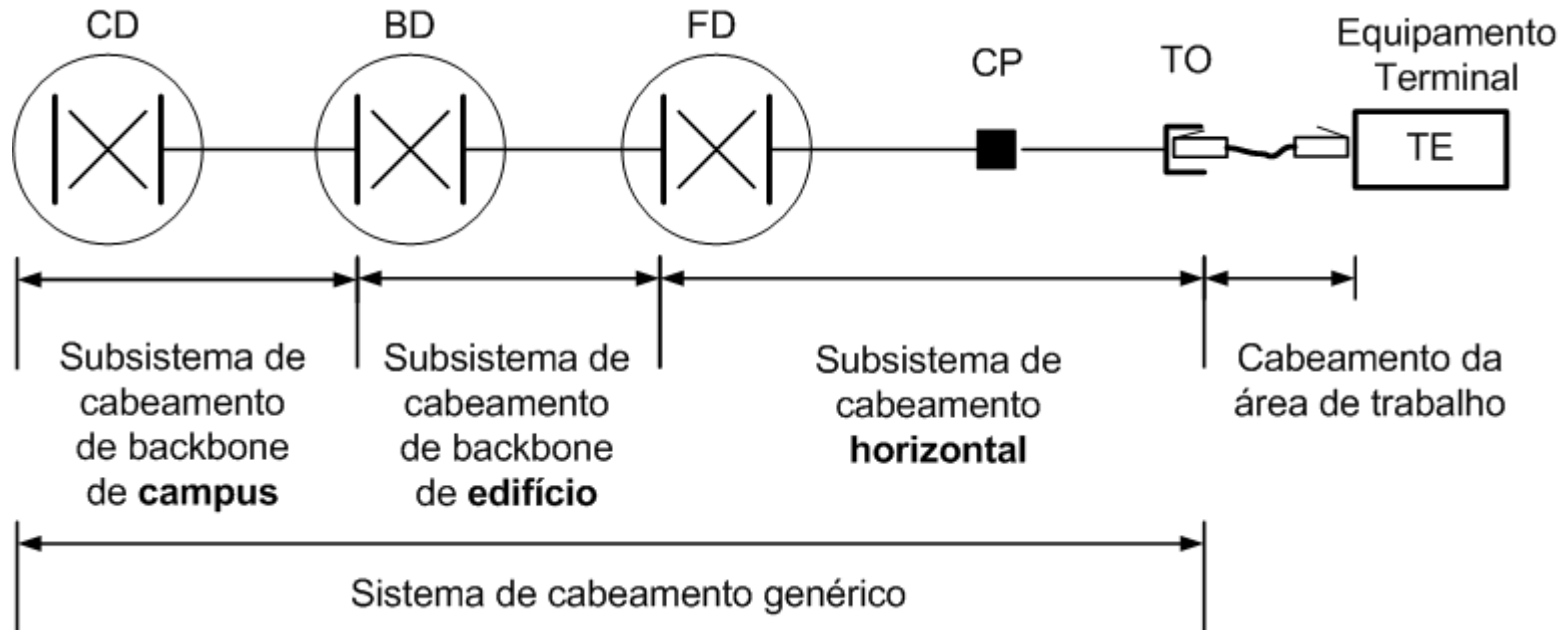 CD
BD
FD
CP
TO
Equipamento
Terminal
TE
Subsistema de
cabeamento
de backbone
de campus
Subsistema de
cabeamento
de backbone
de edifício
Subsistema de
cabeamento
horizontal
Cabeamento da
área de trabalho
Sistema de cabeamento genérico